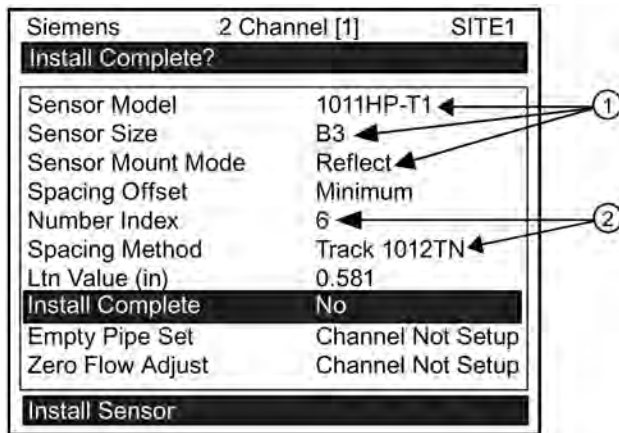 Siemens 2 Channel [1] SITE1
Install Complete?
Sensor Model 1011HP-T1
Sensor Size B3
Sensor Mount Mode Reflect
Spacing Offset Minimum
Number Index 6
Spacing Method Track 1012TN
Ltn Value (in) 0.581
Install Complete No
Empty Pipe Set Channel Not Setup
Zero Flow Adjust Channel Not Setup
Install Sensor
1
2